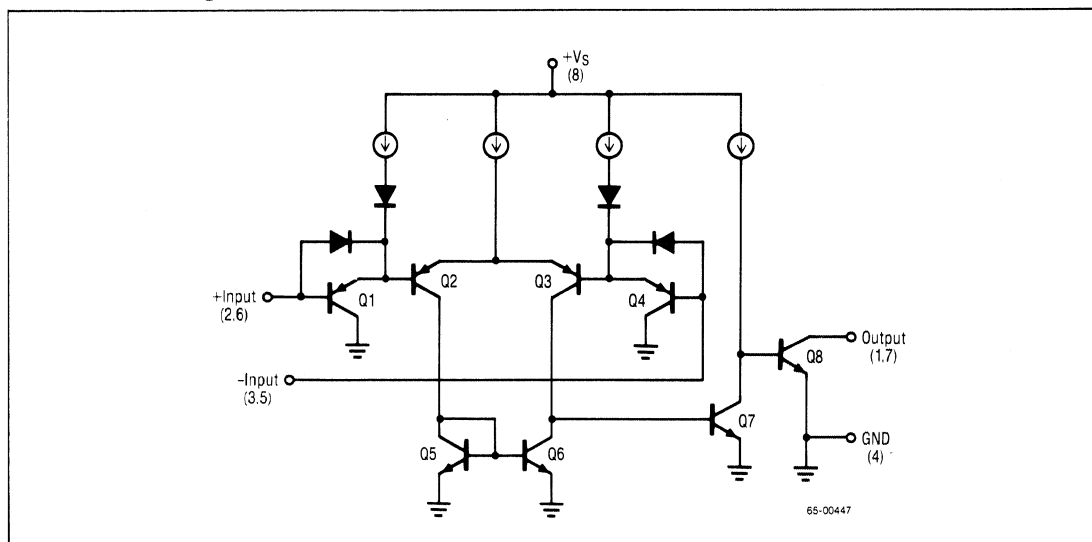 +VS
(8)
Q1
Q2
Q3
Q4
+Input
(2.6)
Output
(1.7)
Q8
-Input
(3.5)
Q7
GND
(4)
Q5
Q6
65-00447